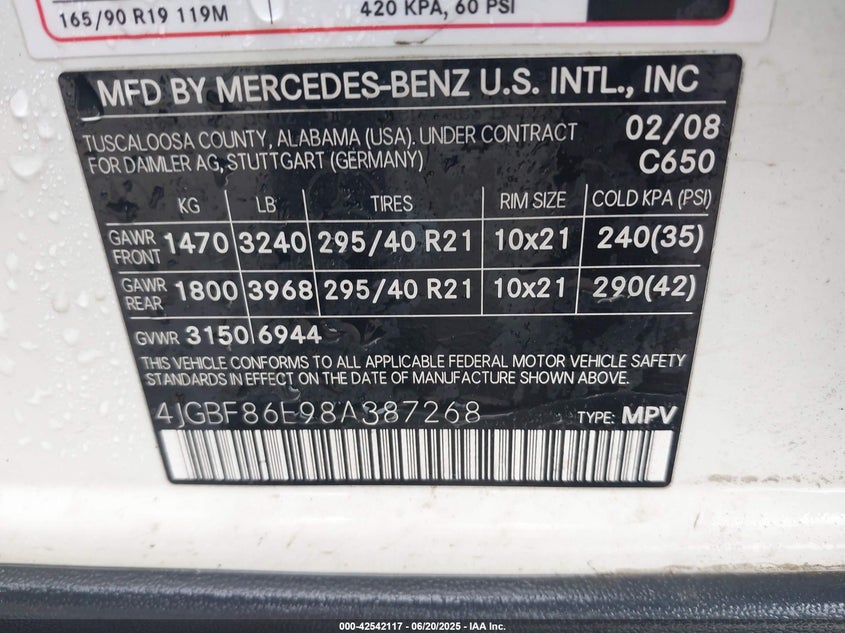 165/90 R19 119M 420 KPA, 60 PSI
MFD BY MERCEDES-BENZ U.S. INTL., INC
TUSCALOOSA COUNTY, ALABAMA (USA). UNDER CONTRACT 02/08
FOR DAIMLER AG, STUTTGART (GERMANY) C650
KG LB TIRES RIM SIZE COLD KPA (PSI)
GAWR FRONT 1470 3240 295/40 R21 10x21 240(35)
GAWR REAR 1800 3968 295/40 R21 10x21 290(42)
GVWR 3150 6944
THIS VEHICLE CONFORMS TO ALL APPLICABLE FEDERAL MOTOR VEHICLE SAFETY
STANDARDS IN EFFECT ON THE DATE OF MANUFACTURE SHOWN ABOVE.
4JGBF86E98A387268 TYPE: MPV
000-42542117 - 06/20/2025 - IAA Inc.